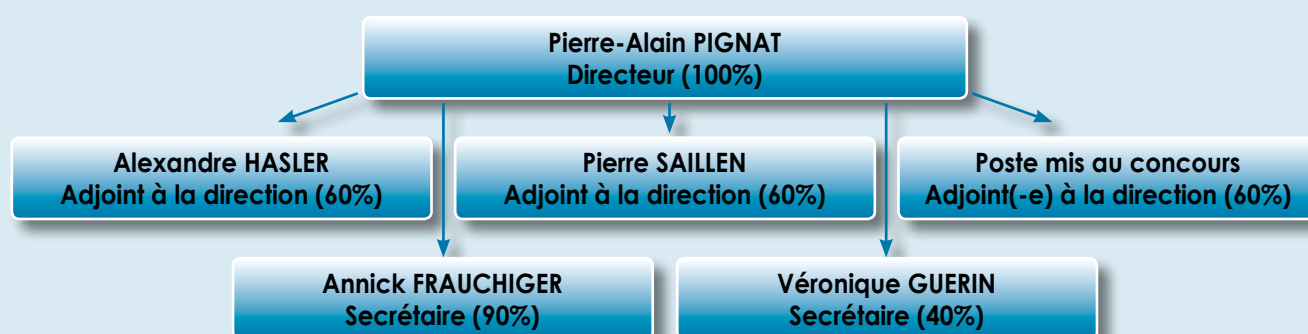 Pierre-Alain PIGNAT
Directeur (100%)
Alexandre HASLER
Adjoint à la direction (60%)
Pierre SAILLEN
Adjoint à la direction (60%)
Poste mis au concours
Adjoint(-e) à la direction (60%)
Annick FRAUCHIGER
Secrétaire (90%)
Véronique GUERIN
Secrétaire (40%)